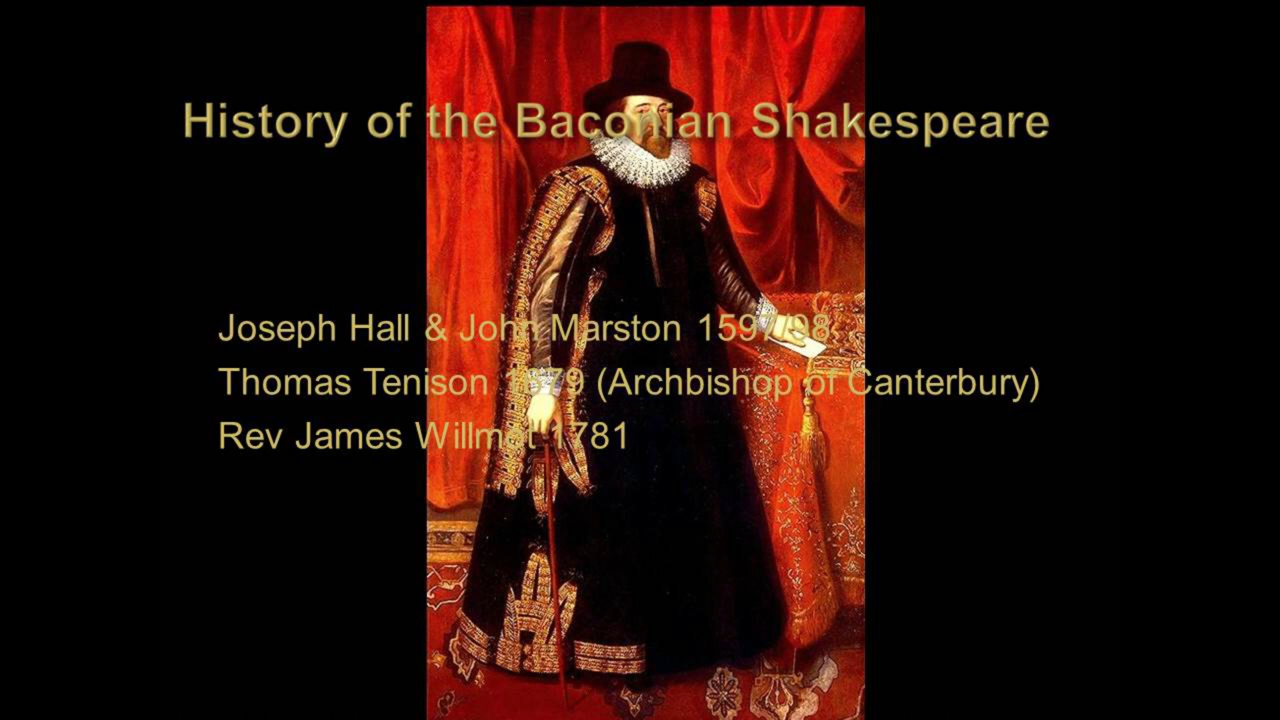 History of the Baconian Shakespeare
Joseph Hall & John Marston 1597/98
Thomas Tenison 1679 (Archbishop of Canterbury)
Rev James Willmot 1781